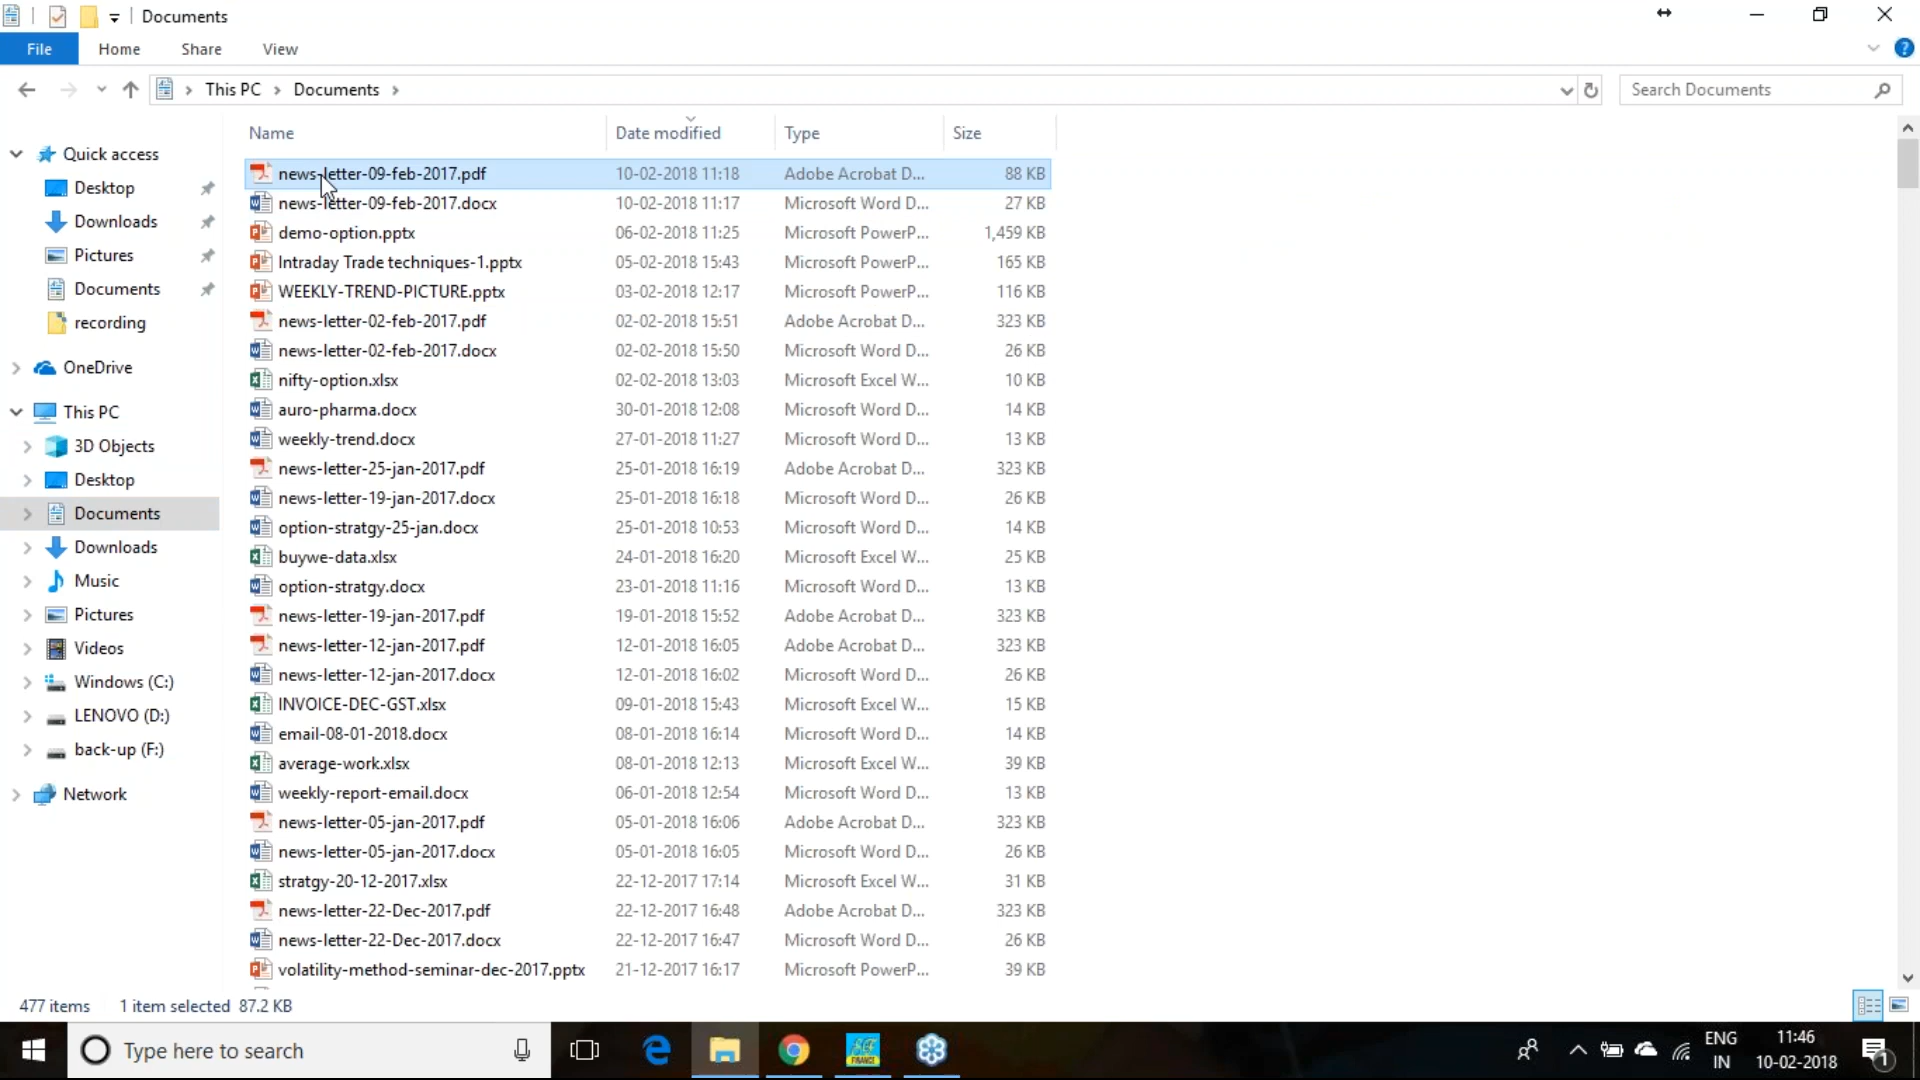 Documents
File Home Share View
This PC Documents
Search Documents
Name Date modified Type Size
Quick access
Desktop
Downloads
Pictures
Documents
recording
OneDrive
This PC
3D Objects
Desktop
Documents
Downloads
Music
Pictures
Videos
Windows (C:)
LENOVO (D:)
back-up (F:)
Network
news-letter-09-feb-2017.pdf 10-02-2018 11:18 Adobe Acrobat D... 88 KB
news-letter-09-feb-2017.docx 10-02-2018 11:17 Microsoft Word D... 27 KB
demo-option.pptx 06-02-2018 11:25 Microsoft PowerP... 1,459 KB
Intraday Trade techniques-1.pptx 05-02-2018 15:43 Microsoft PowerP... 165 KB
WEEKLY-TREND-PICTURE.pptx 03-02-2018 12:17 Microsoft PowerP... 116 KB
news-letter-02-feb-2017.pdf 02-02-2018 15:51 Adobe Acrobat D... 323 KB
news-letter-02-feb-2017.docx 02-02-2018 15:50 Microsoft Word D... 26 KB
nifty-option.xlsx 02-02-2018 13:03 Microsoft Excel W... 10 KB
auro-pharma.docx 30-01-2018 12:08 Microsoft Word D... 14 KB
weekly-trend.docx 27-01-2018 11:27 Microsoft Word D... 13 KB
news-letter-25-jan-2017.pdf 25-01-2018 16:19 Adobe Acrobat D... 323 KB
news-letter-19-jan-2017.docx 25-01-2018 16:18 Microsoft Word D... 26 KB
option-stratgy-25-jan.docx 25-01-2018 10:53 Microsoft Word D... 14 KB
buywe-data.xlsx 24-01-2018 16:20 Microsoft Excel W... 25 KB
option-stratgy.docx 23-01-2018 11:16 Microsoft Word D... 13 KB
news-letter-19-jan-2017.pdf 19-01-2018 15:52 Adobe Acrobat D... 323 KB
news-letter-12-jan-2017.pdf 12-01-2018 16:05 Adobe Acrobat D... 323 KB
news-letter-12-jan-2017.docx 12-01-2018 16:02 Microsoft Word D... 26 KB
INVOICE-DEC-GST.xlsx 09-01-2018 15:43 Microsoft Excel W... 15 KB
email-08-01-2018.docx 08-01-2018 16:14 Microsoft Word D... 14 KB
average-work.xlsx 08-01-2018 12:13 Microsoft Excel W... 39 KB
weekly-report-email.docx 06-01-2018 12:54 Microsoft Word D... 13 KB
news-letter-05-jan-2017.pdf 05-01-2018 16:06 Adobe Acrobat D... 323 KB
news-letter-05-jan-2017.docx 05-01-2018 16:05 Microsoft Word D... 26 KB
stratgy-20-12-2017.xlsx 22-12-2017 17:14 Microsoft Excel W... 31 KB
news-letter-22-Dec-2017.pdf 22-12-2017 16:48 Adobe Acrobat D... 323 KB
news-letter-22-Dec-2017.docx 22-12-2017 16:47 Microsoft Word D... 26 KB
volatility-method-seminar-dec-2017.pptx 21-12-2017 16:17 Microsoft PowerP... 39 KB
477 items 1 item selected 87.2 KB
Type here to search
FINANCE
ENG
IN
11:46
10-02-2018
1